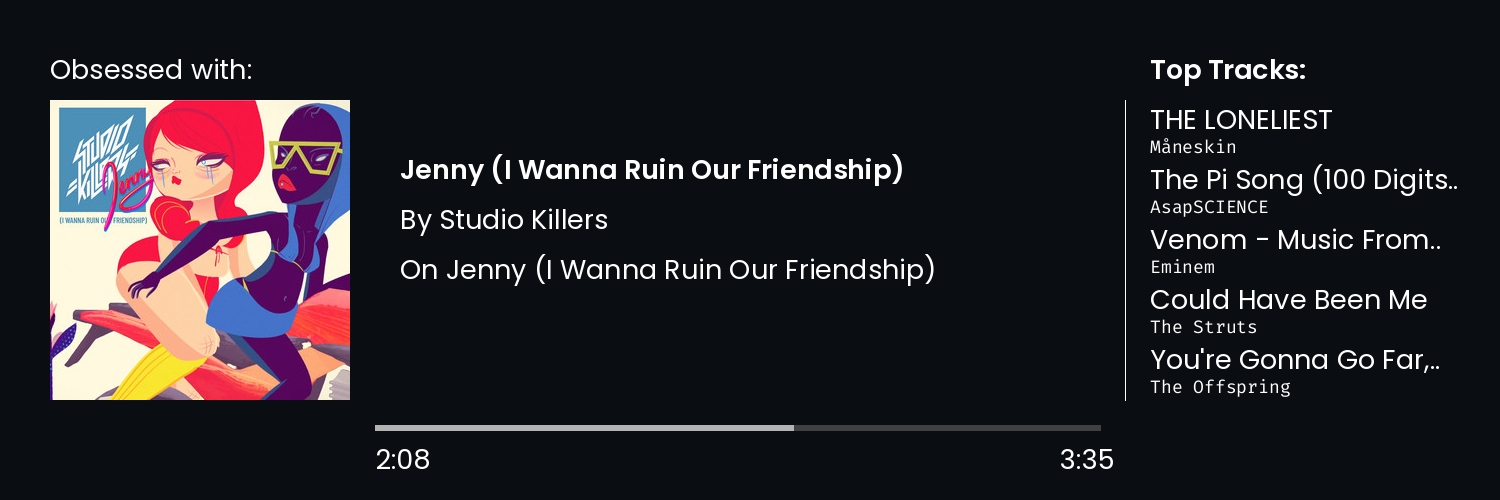 Obsessed with:
STUDIO
KILLERS
Jenny
(I WANNA RUIN OUR FRIENDSHIP)
Jenny (I Wanna Ruin Our Friendship)
By Studio Killers
On Jenny (I Wanna Ruin Our Friendship)
2:08
3:35
Top Tracks:
THE LONELIEST
Måneskin
The Pi Song (100 Digits..
AsapSCIENCE
Venom - Music From..
Eminem
Could Have Been Me
The Struts
You're Gonna Go Far,..
The Offspring